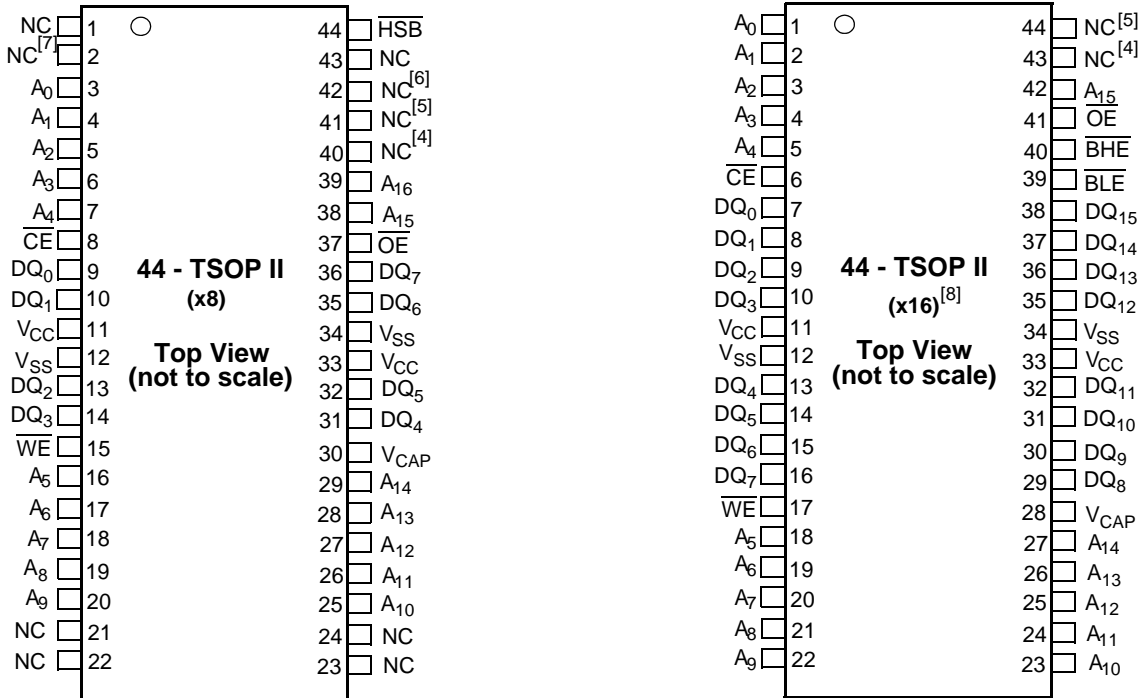 NC 1 44 HSB
NC[7] 2 43 NC
A0 3 42 NC[6]
A1 4 41 NC[5]
A2 5 40 NC[4]
A3 6 39 A16
A4 7 38 A15
CE 8 37 OE
DQ0 9 44 - TSOP II 36 DQ7
DQ1 10 (x8) 35 DQ6
VCC 11 34 VSS
VSS 12 Top View 33 VCC
DQ2 13 (not to scale) 32 DQ5
DQ3 14 31 DQ4
WE 15 30 VCAP
A5 16 29 A14
A6 17 28 A13
A7 18 27 A12
A8 19 26 A11
A9 20 25 A10
NC 21 24 NC
NC 22 23 NC
A0 1 44 NC[5]
A1 2 43 NC[4]
A2 3 42 A15
A3 4 41 OE
A4 5 40 BHE
CE 6 39 BLE
DQ0 7 38 DQ15
DQ1 8 37 DQ14
DQ2 9 44 - TSOP II 36 DQ13
DQ3 10 (x16)[8] 35 DQ12
VCC 11 34 VSS
VSS 12 Top View 33 VCC
DQ4 13 (not to scale) 32 DQ11
DQ5 14 31 DQ10
DQ6 15 30 DQ9
DQ7 16 29 DQ8
WE 17 28 VCAP
A5 18 27 A14
A6 19 26 A13
A7 20 25 A12
A8 21 24 A11
A9 22 23 A10